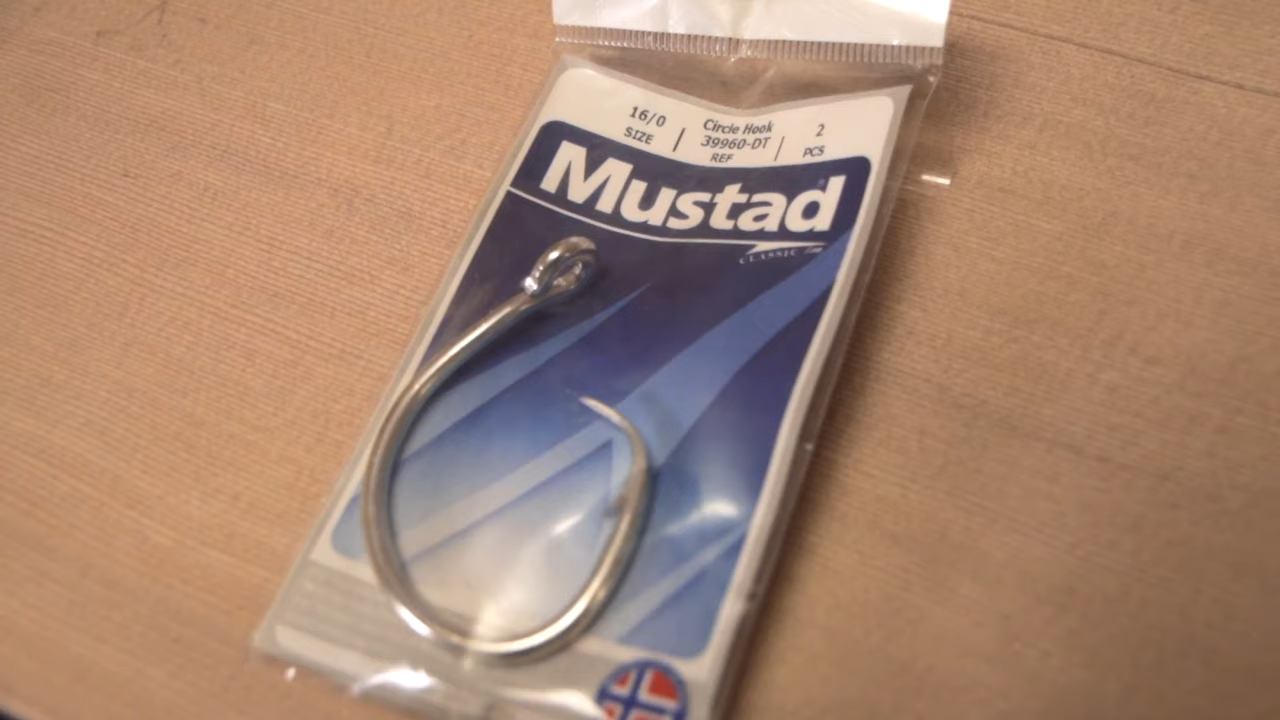 16/0
SIZE
Circle Hook
39960-DT
REF
2
PCS
Mustad
CLASSIC